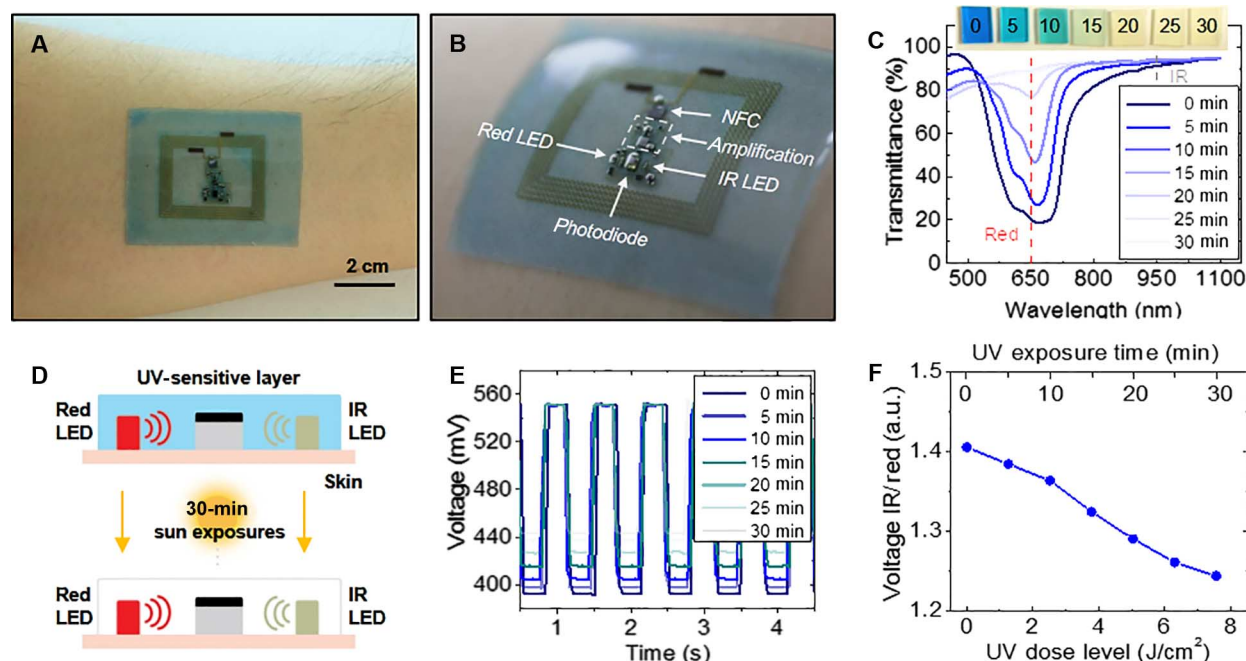 A
2 cm
B
NFC
Red LED
Amplification
IR LED
Photodiode
C
0 5 10 15 20 25 30
100
80
60
40
20
0
Transmittance (%)
IR
Red
0 min
5 min
10 min
15 min
20 min
25 min
30 min
500 650 800 950 1100
Wavelength (nm)
D
UV-sensitive layer
Red
LED
IR
LED
Skin
30-min
sun exposures
Red
LED
IR
LED
E
560
520
480
440
400
Voltage (mV)
0 min
5 min
10 min
15 min
20 min
25 min
30 min
1 2 3 4
Time (s)
F
UV exposure time (min)
0 5 10 15 20 25 30
1.5
1.4
1.3
1.2
Voltage IR/red (a.u.)
0 2 4 6 8
UV dose level (J/cm²)